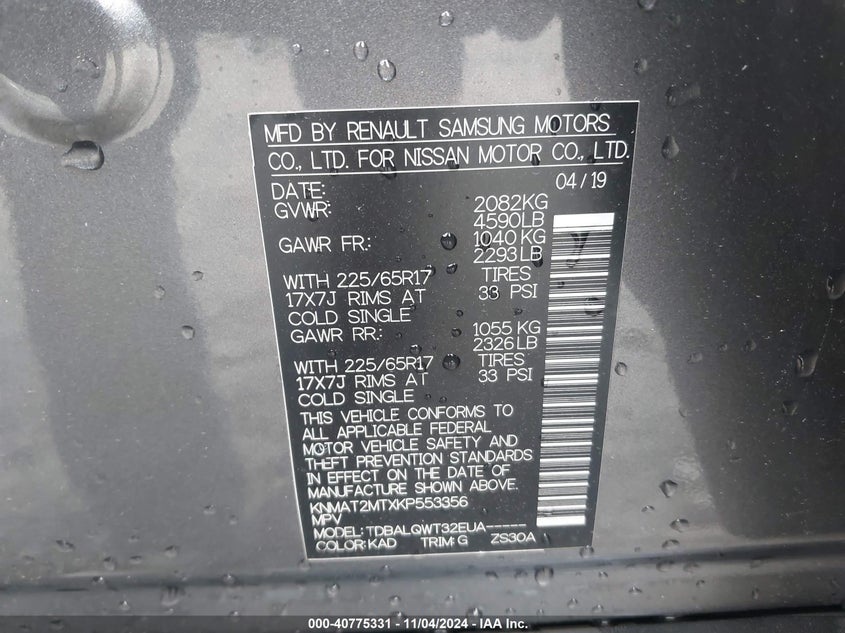 MFD BY RENAULT SAMSUNG MOTORS
CO., LTD. FOR NISSAN MOTOR CO., LTD.
DATE: 04 / 19
GVWR: 2082KG
4590LB
GAWR FR.: 1040 KG
2293 LB
WITH 225/65R17 TIRES
17X7J RIMS AT 33 PSI
COLD SINGLE
GAWR RR.: 1055 KG
2326 LB
WITH 225/65R17 TIRES
17X7J RIMS AT 33 PSI
COLD SINGLE
THIS VEHICLE CONFORMS TO
ALL APPLICABLE FEDERAL
MOTOR VEHICLE SAFETY AND
THEFT PREVENTION STANDARDS
IN EFFECT ON THE DATE OF
MANUFACTURE SHOWN ABOVE.
KNMAT2MTXKP553356
MPV
MODEL: TDBALQWT32EUA-----
COLOR: KAD TRIM: G ZS30A
000-40775331 - 11/04/2024 - IAA Inc.